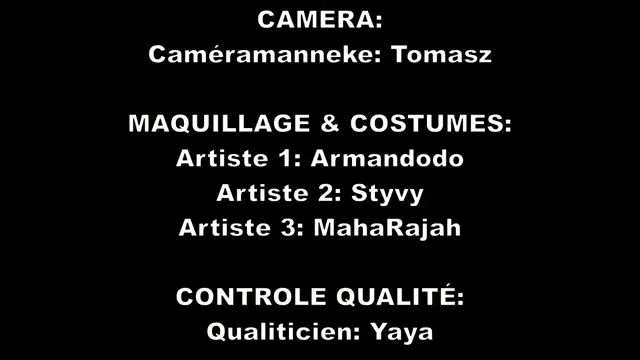 CAMERA:
Caméramanneke: Tomasz
MAQUILLAGE & COSTUMES:
Artiste 1: Armandodo
Artiste 2: Styvy
Artiste 3: MahaRajah
CONTROLE QUALITÉ:
Qualiticien: Yaya